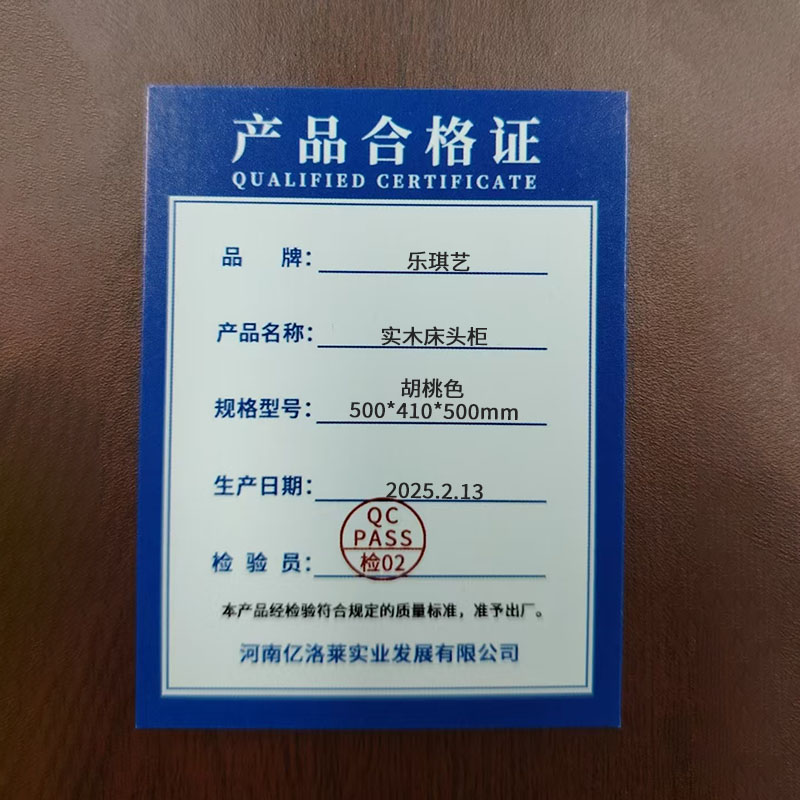 产品合格证
QUALIFIED CERTIFICATE
品 牌： 乐琪艺
产品名称： 实木床头柜
胡桃色
规格型号： 500*410*500mm
生产日期： 2025.2.13
QC
PASS
检验员： 检02
本产品经检验符合规定的质量标准，准予出厂。
河南亿洛莱实业发展有限公司